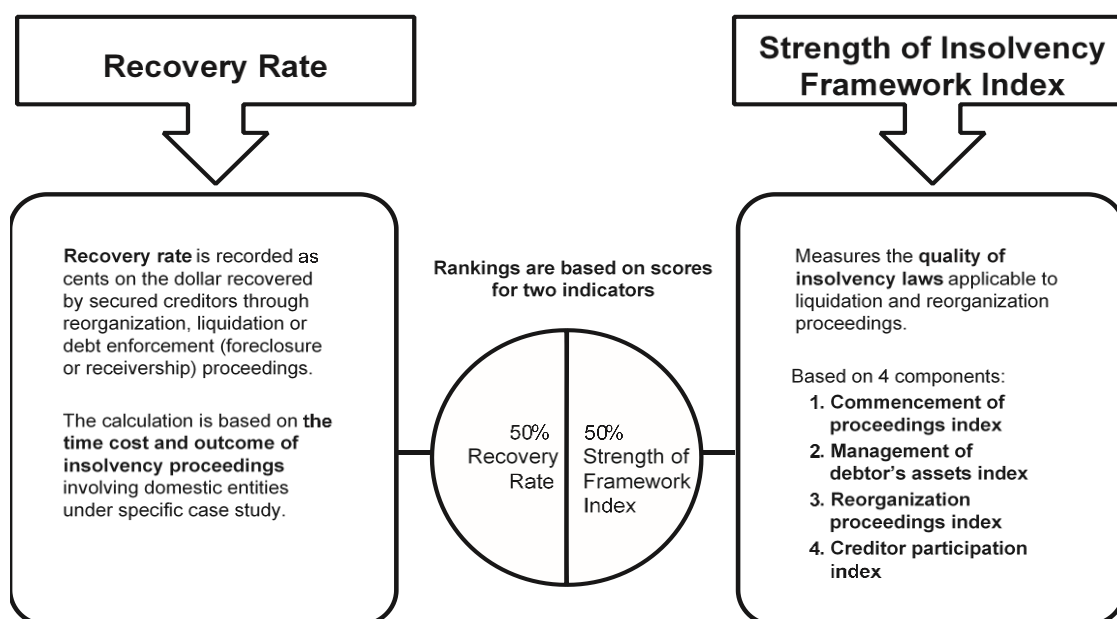 Recovery Rate
Strength of Insolvency
Framework Index
Recovery rate is recorded as
cents on the dollar recovered
by secured creditors through
reorganization, liquidation or
debt enforcement (foreclosure
or receivership) proceedings.
The calculation is based on the
time cost and outcome of
insolvency proceedings
involving domestic entities
under specific case study.
Rankings are based on scores
for two indicators
50%
Recovery
Rate
50%
Strength of
Framework
Index
Measures the quality of
insolvency laws applicable to
liquidation and reorganization
proceedings.
Based on 4 components:
1. Commencement of
proceedings index
2. Management of
debtor’s assets index
3. Reorganization
proceedings index
4. Creditor participation
index